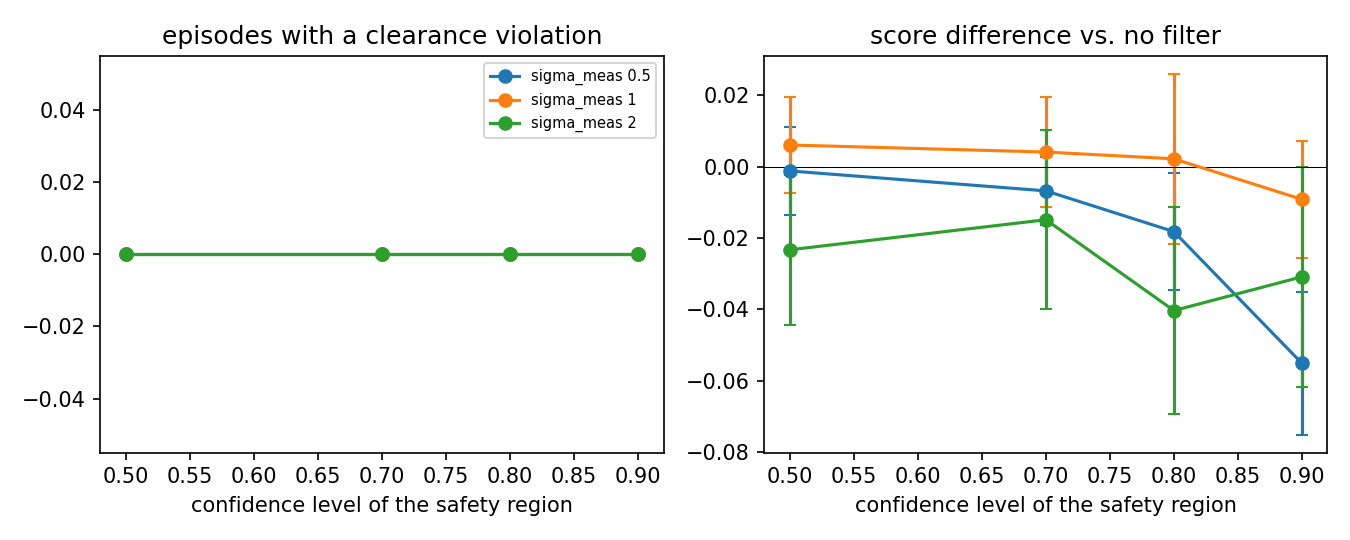 episodes with a clearance violation
sigma_meas 0.5
sigma_meas 1
sigma_meas 2
0.04
0.02
0.00
−0.02
−0.04
0.50 0.55 0.60 0.65 0.70 0.75 0.80 0.85 0.90
confidence level of the safety region
score difference vs. no filter
0.02
0.00
−0.02
−0.04
−0.06
−0.08
0.50 0.55 0.60 0.65 0.70 0.75 0.80 0.85 0.90
confidence level of the safety region